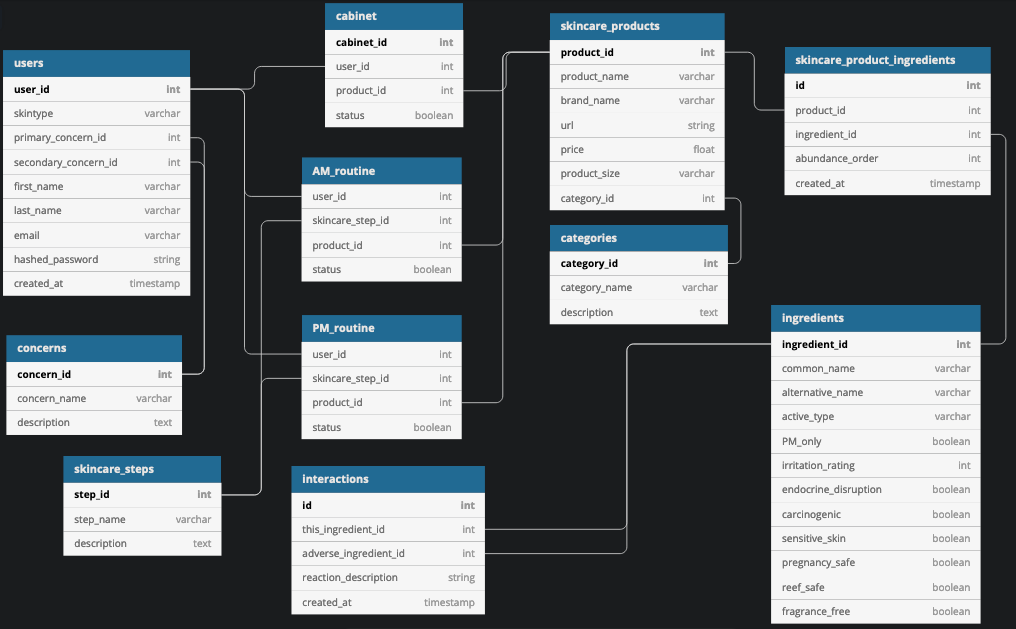 cabinet
cabinet_id int
user_id int
product_id int
status boolean
skincare_products
product_id int
product_name varchar
brand_name varchar
url string
price float
product_size varchar
category_id int
skincare_product_ingredients
id int
product_id int
ingredient_id int
abundance_order int
created_at timestamp
users
user_id int
skintype varchar
primary_concern_id int
secondary_concern_id int
first_name varchar
last_name varchar
email varchar
hashed_password string
created_at timestamp
AM_routine
user_id int
skincare_step_id int
product_id int
status boolean
categories
category_id int
category_name varchar
description text
PM_routine
user_id int
skincare_step_id int
product_id int
status boolean
concerns
concern_id int
concern_name varchar
description text
ingredients
ingredient_id int
common_name varchar
alternative_name varchar
active_type varchar
PM_only boolean
irritation_rating int
endocrine_disruption boolean
carcinogenic boolean
sensitive_skin boolean
pregnancy_safe boolean
reef_safe boolean
fragrance_free boolean
skincare_steps
step_id int
step_name varchar
description text
interactions
id int
this_ingredient_id int
adverse_ingredient_id int
reaction_description string
created_at timestamp